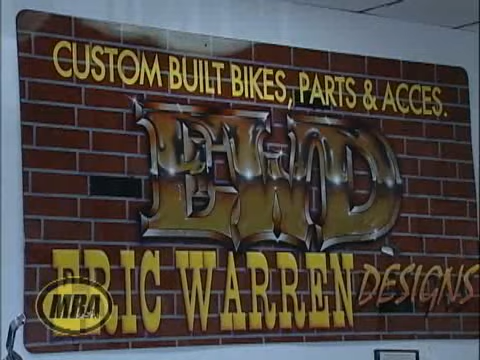 CUSTOM BUILT BIKES, PARTS & ACCES.
EWD
ERIC WARREN DESIGNS
MRA